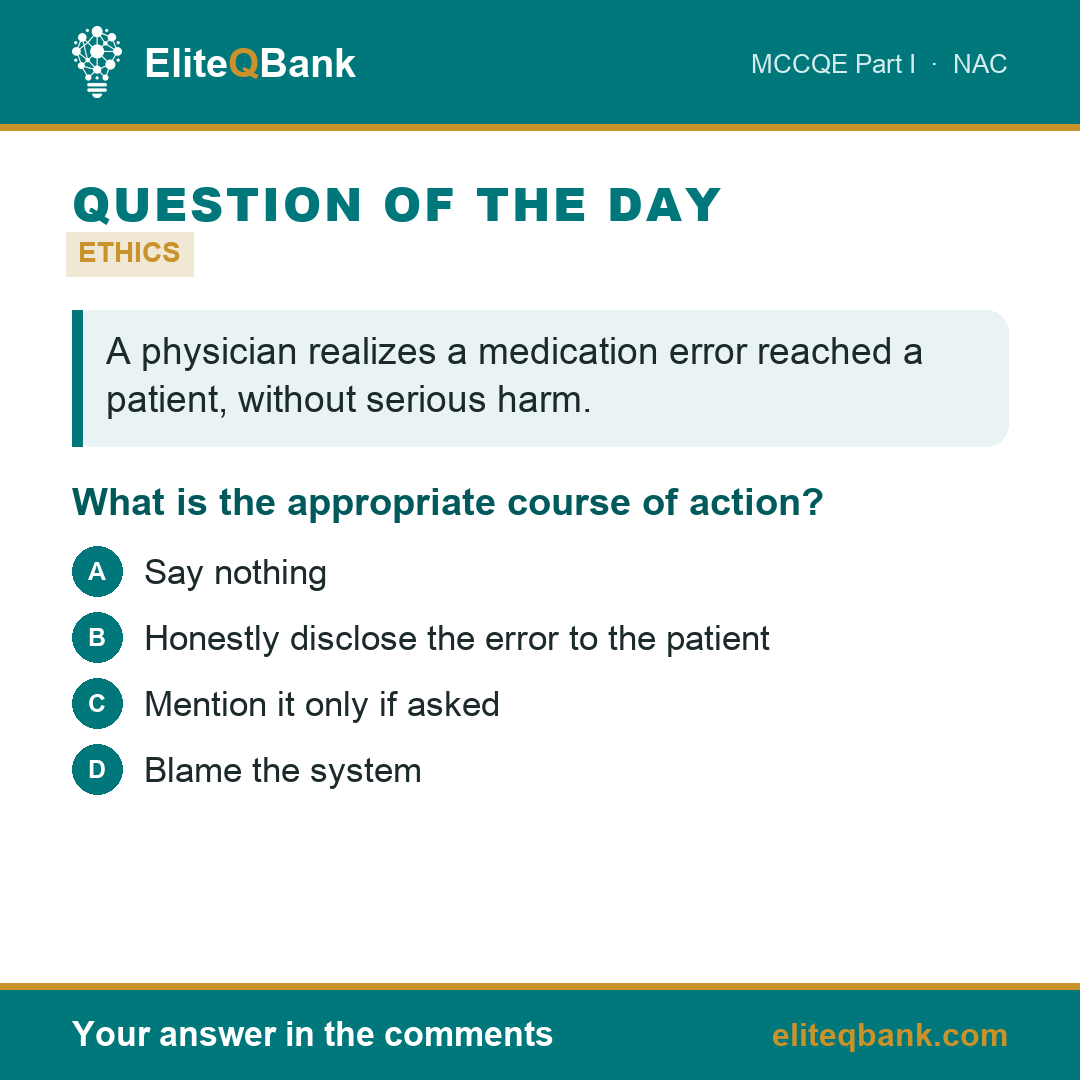 EliteQBank
MCCQE Part I · NAC
QUESTION OF THE DAY
ETHICS
A physician realizes a medication error reached a
patient, without serious harm.
What is the appropriate course of action?
A Say nothing
B Honestly disclose the error to the patient
C Mention it only if asked
D Blame the system
Your answer in the comments
eliteqbank.com